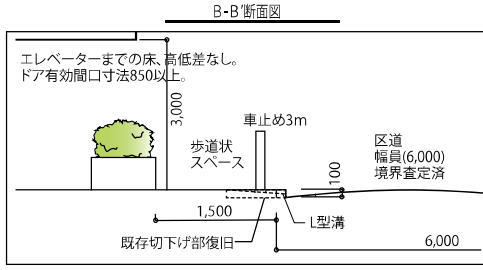 B-B'断面図
エレベーターまでの床、高低差なし。
ドア有効間口寸法850以上。
3,000
車止め3m
歩道状
スペース
区道
幅員(6,000)
境界査定済
100
1,500
L型溝
既存切下げ部復旧
6,000